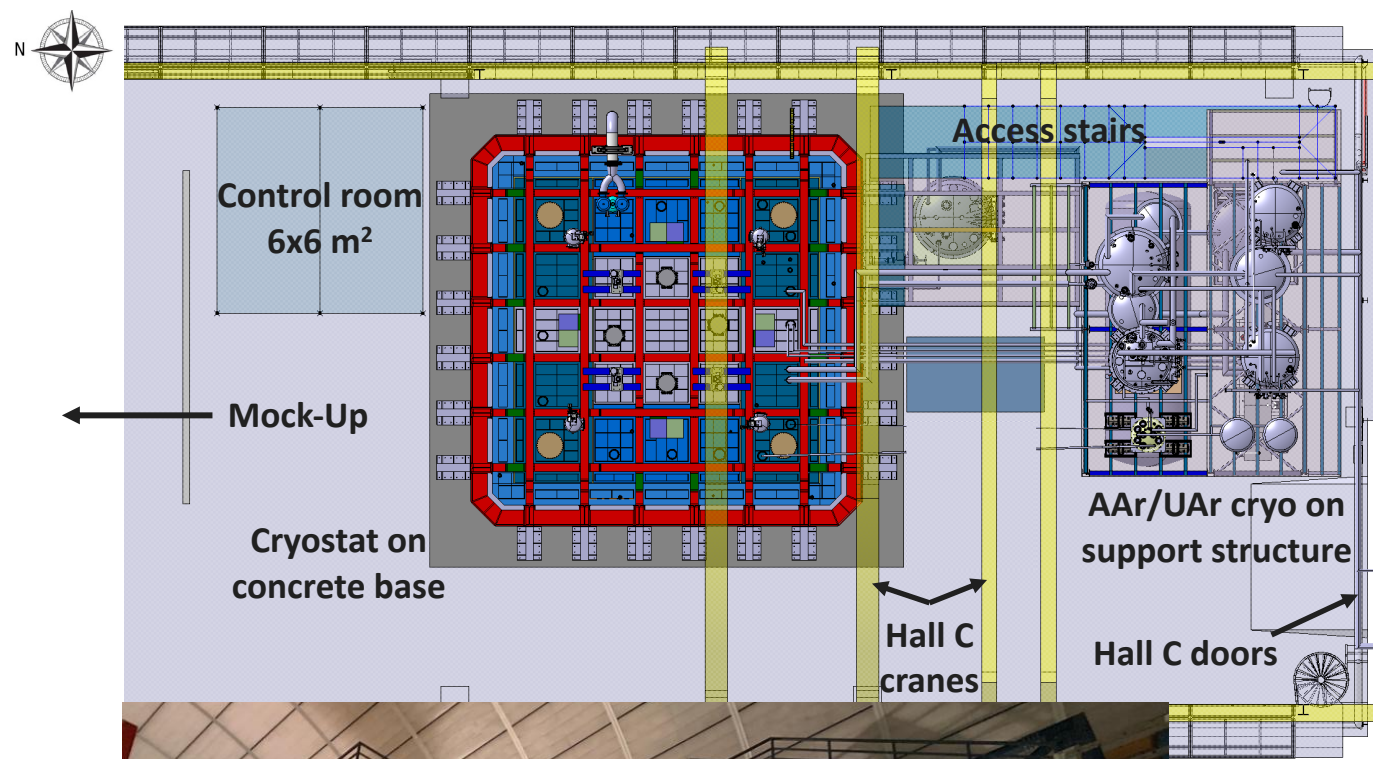 N
Access stairs
Control room
6x6 m²
Mock-Up
Cryostat on
concrete base
AAr/UAr cryo on
support structure
Hall C
cranes
Hall C doors